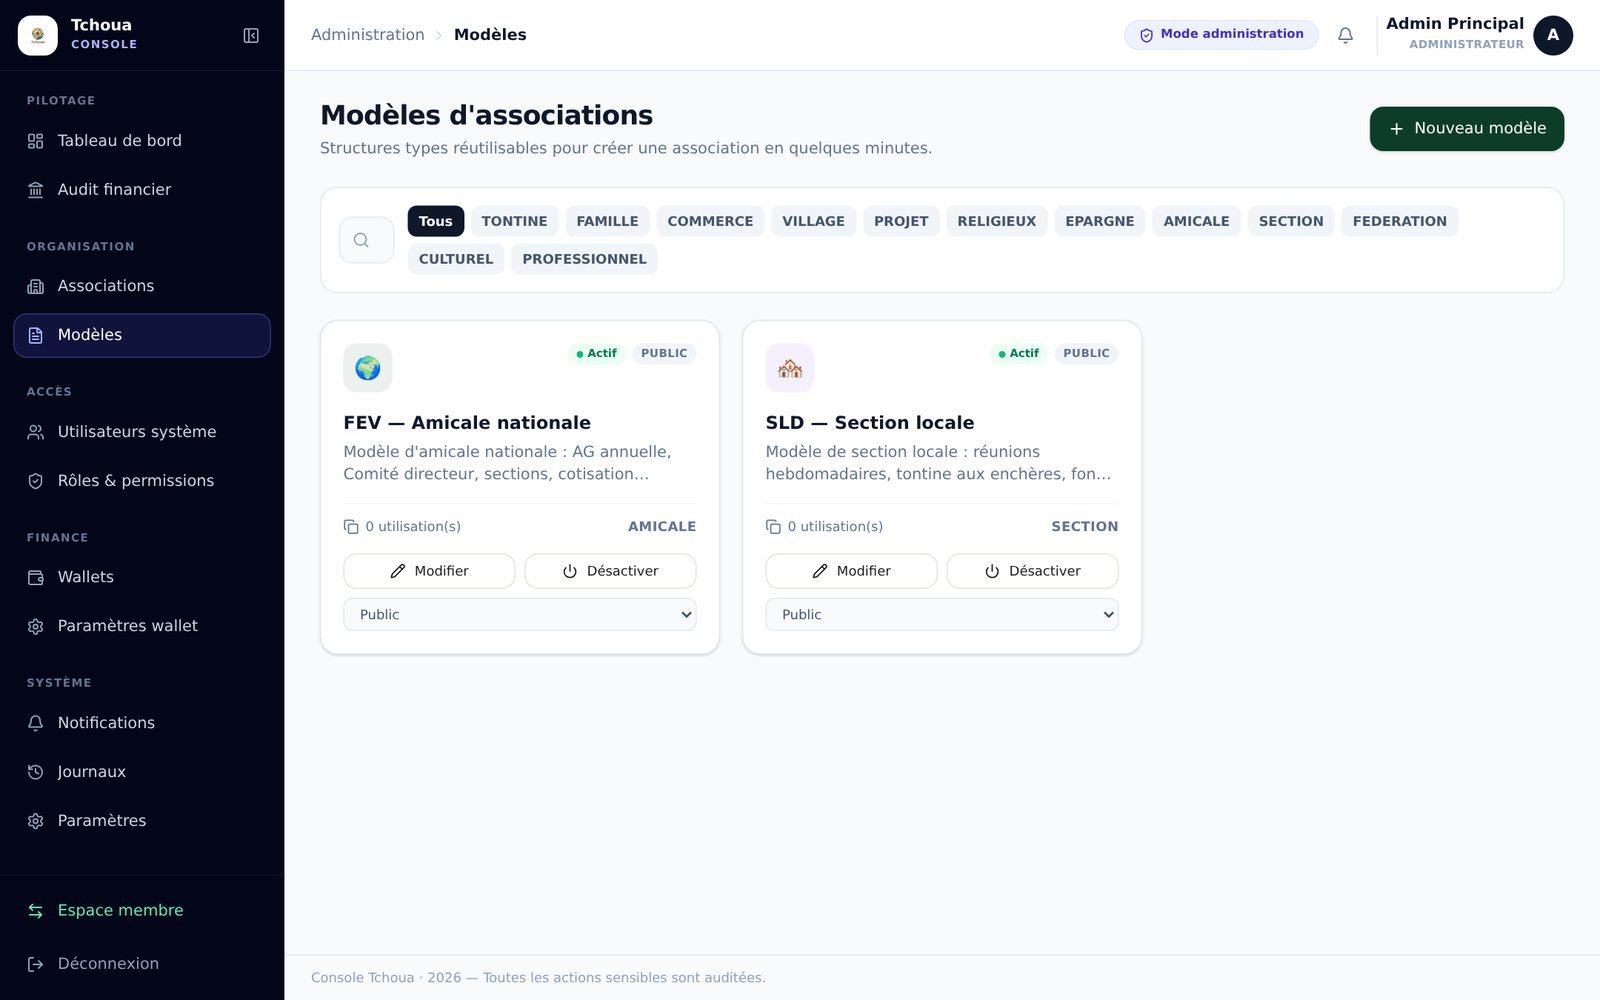 Tchoua
CONSOLE
PILOTAGE
Tableau de bord
Audit financier
ORGANISATION
Associations
Modèles
ACCÈS
Utilisateurs système
Rôles & permissions
FINANCE
Wallets
Paramètres wallet
SYSTÈME
Notifications
Journaux
Paramètres
Espace membre
Déconnexion
Administration > Modèles
Mode administration
Admin Principal
ADMINISTRATEUR
A
Modèles d'associations
Structures types réutilisables pour créer une association en quelques minutes.
+ Nouveau modèle
Tous TONTINE FAMILLE COMMERCE VILLAGE PROJET RELIGIEUX EPARGNE AMICALE SECTION FEDERATION
CULTUREL PROFESSIONNEL
Actif PUBLIC
FEV — Amicale nationale
Modèle d'amicale nationale : AG annuelle,
Comité directeur, sections, cotisation...
0 utilisation(s) AMICALE
Modifier Désactiver
Public
Actif PUBLIC
SLD — Section locale
Modèle de section locale : réunions
hebdomadaires, tontine aux enchères, fon...
0 utilisation(s) SECTION
Modifier Désactiver
Public
Console Tchoua · 2026 — Toutes les actions sensibles sont auditées.